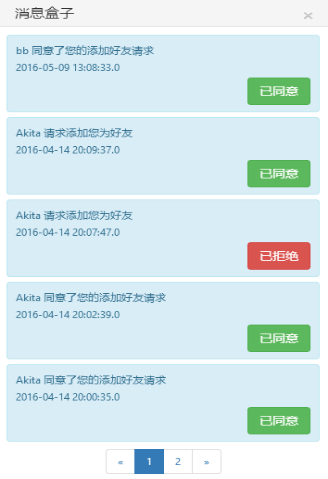 消息盒子 ×
bb 同意了您的添加好友请求
2016-05-09 13:08:33.0
已同意
Akita 请求添加您为好友
2016-04-14 20:09:37.0
已同意
Akita 请求添加您为好友
2016-04-14 20:07:47.0
已拒绝
Akita 同意了您的添加好友请求
2016-04-14 20:02:39.0
已同意
Akita 同意了您的添加好友请求
2016-04-14 20:00:35.0
已同意
« 1 2 »